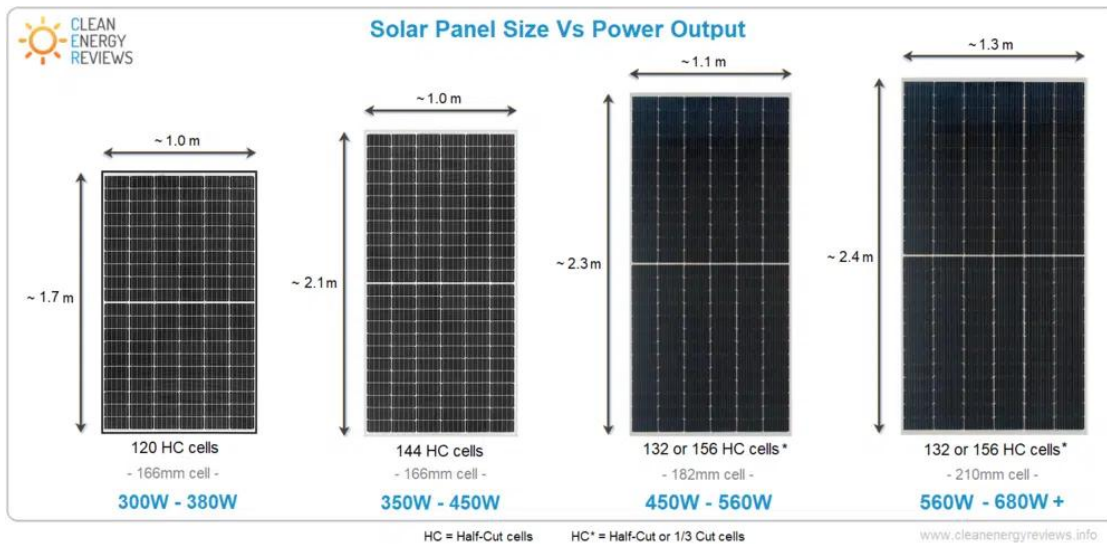 CLEAN
ENERGY
REVIEWS
Solar Panel Size Vs Power Output
~ 1.0 m
~ 1.7 m
120 HC cells
- 166mm cell -
300W - 380W
~ 1.0 m
~ 2.1 m
144 HC cells
- 166mm cell -
350W - 450W
~ 1.1 m
~ 2.3 m
132 or 156 HC cells*
- 182mm cell -
450W - 560W
~ 1.3 m
~ 2.4 m
132 or 156 HC cells*
- 210mm cell -
560W - 680W +
HC = Half-Cut cells HC* = Half-Cut or 1/3 Cut cells
www.cleanenergyreviews.info